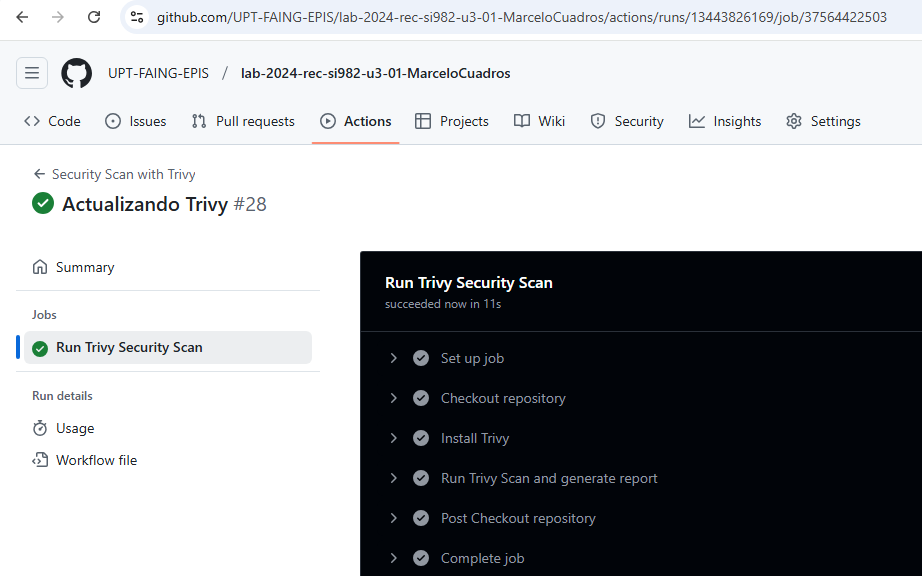 github.com/UPT-FAING-EPIS/lab-2024-rec-si982-u3-01-MarceloCuadros/actions/runs/13443826169/job/37564422503
UPT-FAING-EPIS / lab-2024-rec-si982-u3-01-MarceloCuadros
Code Issues Pull requests Actions Projects Wiki Security Insights Settings
Security Scan with Trivy
Actualizando Trivy #28
Summary
Jobs
Run Trivy Security Scan
Run details
Usage
Workflow file
Run Trivy Security Scan
succeeded now in 11s
Set up job
Checkout repository
Install Trivy
Run Trivy Scan and generate report
Post Checkout repository
Complete job